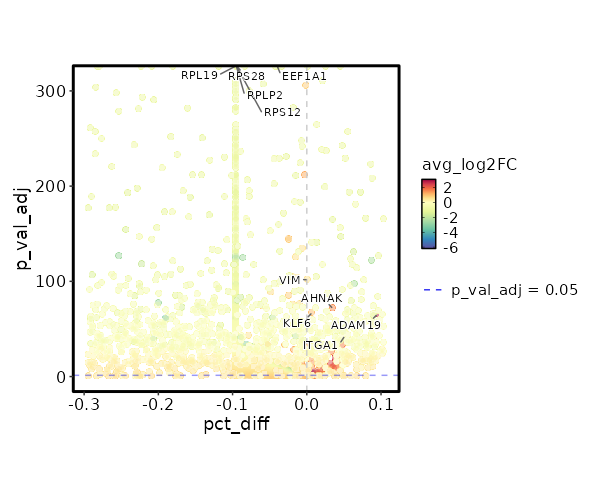 RPL19
RPS28
EEF1A1
RPLP2
RPS12
VIM
AHNAK
KLF6
ADAM19
ITGA1
300
200
100
0
p_val_adj
-0.3
-0.2
-0.1
0.0
0.1
pct_diff
avg_log2FC
2
0
-2
-4
-6
p_val_adj = 0.05